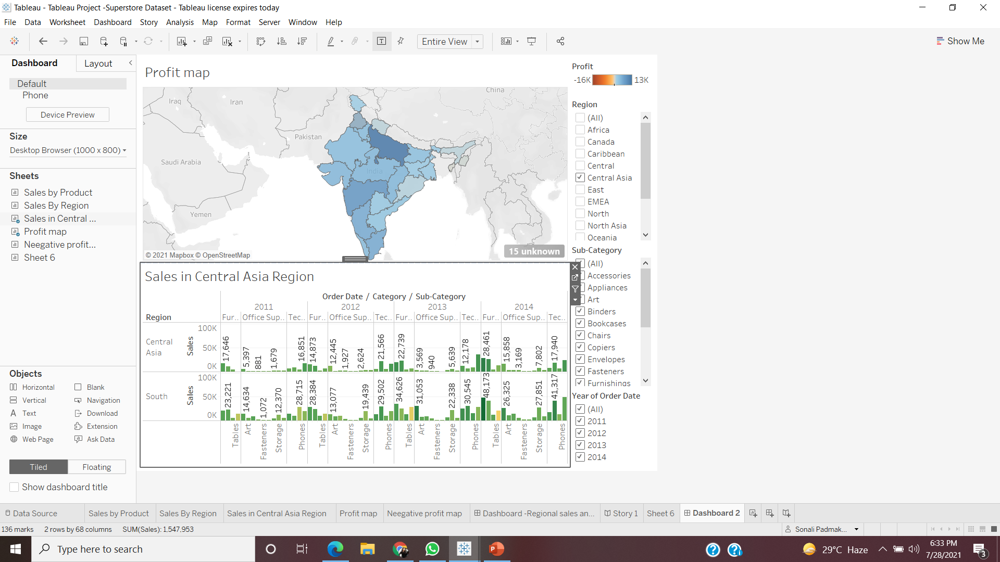 Tableau - Tableau Project -Superstore Dataset - Tableau license expires today
File Data Worksheet Dashboard Story Analysis Map Format Server Window Help
Entire View
Show Me
Dashboard Layout
Default
Phone
Device Preview
Size
Desktop Browser (1000 x 800)
Sheets
Sales by Product
Sales By Region
Sales in Central ...
Profit map
Neegative profit...
Sheet 6
Objects
Horizontal Blank
Vertical Navigation
Text Download
Image Extension
Web Page Ask Data
Tiled Floating
Show dashboard title
Profit map
Iraq
Iran
China
Pakistan
Saudi Arabia
India
Yemen
© 2021 Mapbox © OpenStreetMap
15 unknown
Profit
-16K 13K
Region
(All)
Africa
Canada
Caribbean
Central
Central Asia
East
EMEA
North
North Asia
Oceania
Sub-Category
(All)
Accessories
Appliances
Art
Binders
Bookcases
Chairs
Copiers
Envelopes
Fasteners
Furnishings
Year of Order Date
(All)
2011
2012
2013
2014
Sales in Central Asia Region
Order Date / Category / Sub-Category
2011 2012 2013 2014
Region Fur.. Office Sup.. Tec.. Fur.. Office Sup.. Tec.. Fur.. Office Sup.. Tec.. Fur.. Office Sup.. Tec..
Central Asia
Sales
100K
50K
0K
17,646 5,397 881 1,679 16,851 14,873 12,445 1,927 2,624 21,566 22,739 3,569 940 5,639 12,178 28,461 15,858 3,169 7,802 17,940
South
Sales
100K
50K
0K
23,221 14,634 1,072 12,370 28,715 28,384 13,077 19,439 29,502 34,626 31,053 22,338 30,545 48,173 26,325 27,851 41,317
Tables Art Fasteners Storage Phones Tables Art Fasteners Storage Phones Tables Art Fasteners Storage Phones Tables Art Fasteners Storage Phones
Data Source Sales by Product Sales By Region Sales in Central Asia Region Profit map Neegative profit map Dashboard -Regional sales an... Story 1 Sheet 6 Dashboard 2
136 marks 2 rows by 68 columns SUM(Sales): 1,547,953
Sonali Padmak...
Type here to search
29°C Haze
6:33 PM
7/28/2021
3